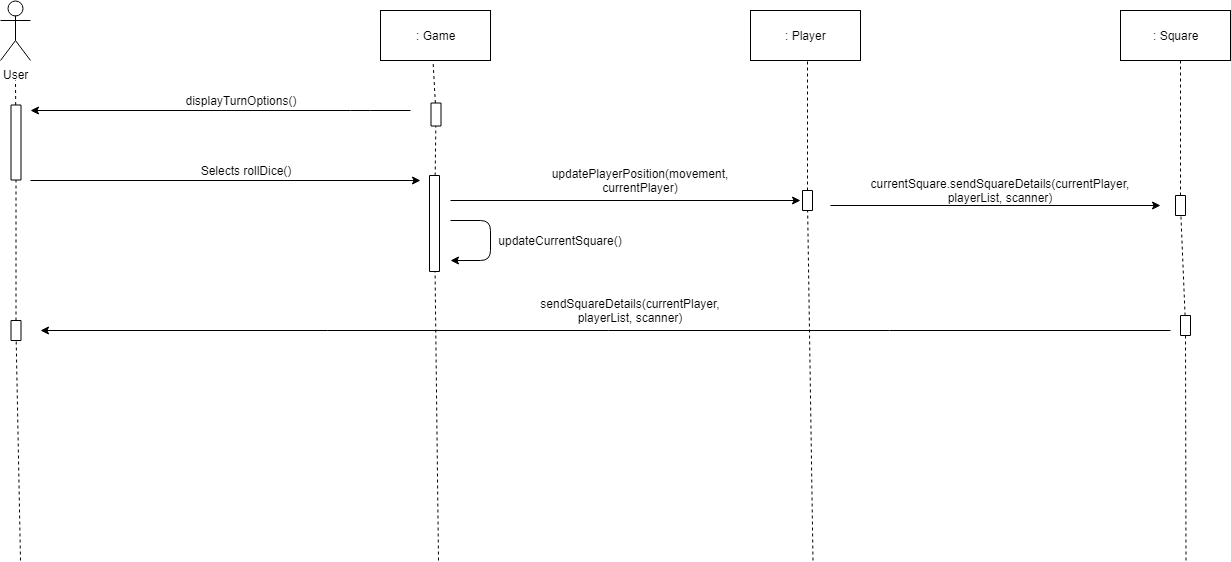 : Game
: Player
: Square
User
displayTurnOptions()
Selects rollDice()
updatePlayerPosition(movement,
currentPlayer)
currentSquare.sendSquareDetails(currentPlayer,
playerList, scanner)
updateCurrentSquare()
sendSquareDetails(currentPlayer,
playerList, scanner)